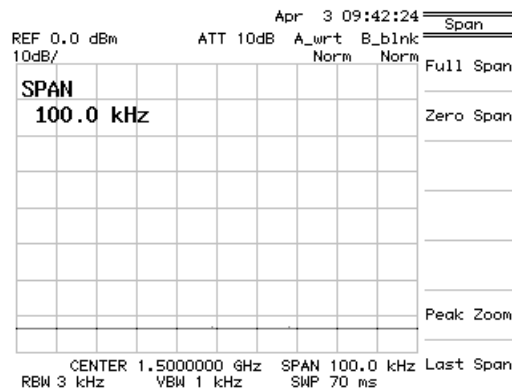 Apr 3 09:42:24
Span
REF 0.0 dBm ATT 10dB A_wrt B_blnk
10dB/ Norm Norm
Full Span
SPAN
100.0 kHz
Zero Span
Peak Zoom
Last Span
CENTER 1.5000000 GHz SPAN 100.0 kHz
RBW 3 kHz VBW 1 kHz SWP 70 ms